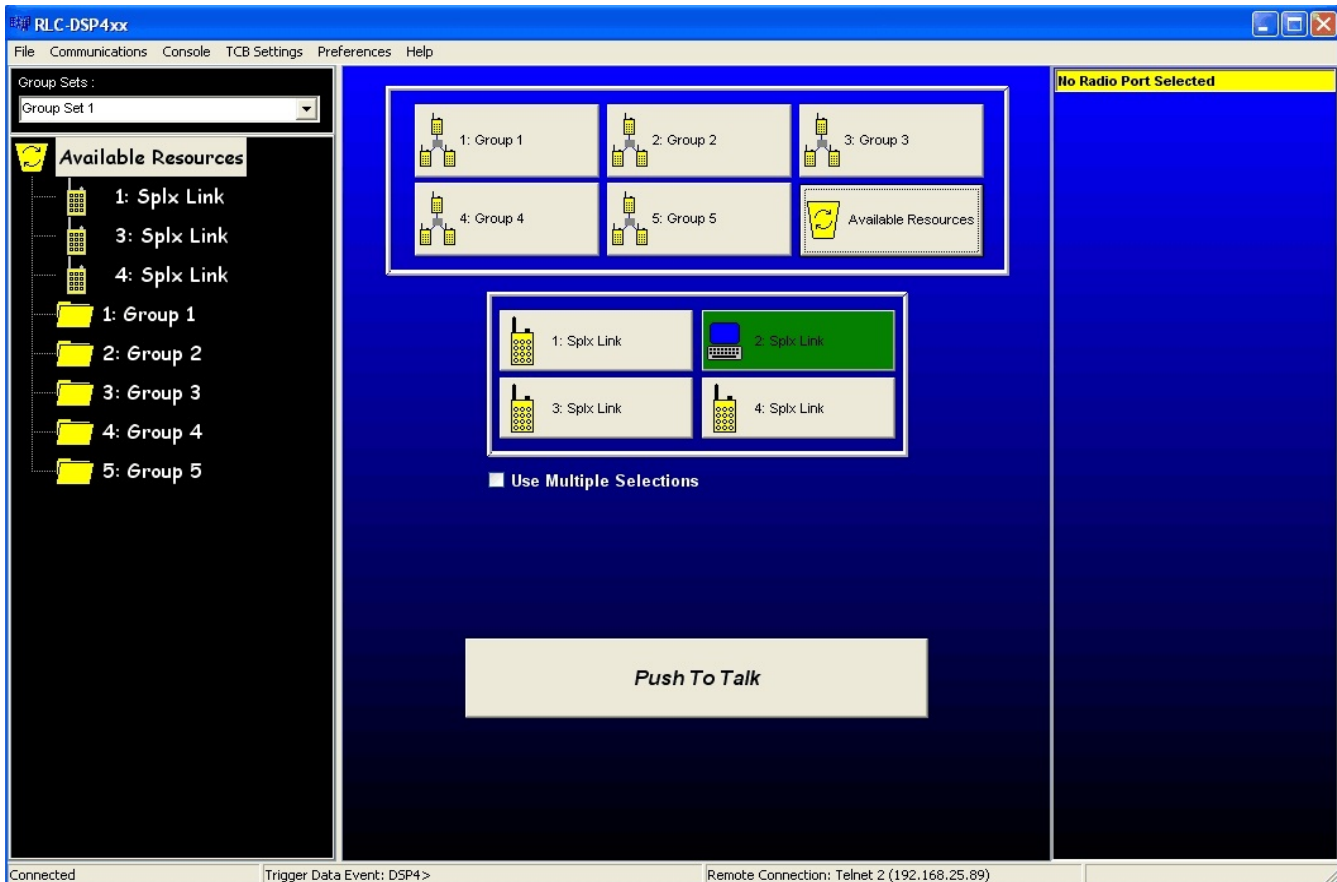 RLC-DSP4xx
File Communications Console TCB Settings Preferences Help
Group Sets :
Group Set 1
Available Resources
1: Splx Link
3: Splx Link
4: Splx Link
1: Group 1
2: Group 2
3: Group 3
4: Group 4
5: Group 5
1: Group 1
2: Group 2
3: Group 3
4: Group 4
5: Group 5
Available Resources
1: Splx Link
2: Splx Link
3: Splx Link
4: Splx Link
Use Multiple Selections
Push To Talk
No Radio Port Selected
Connected
Trigger Data Event: DSP4>
Remote Connection: Telnet 2 (192.168.25.89)